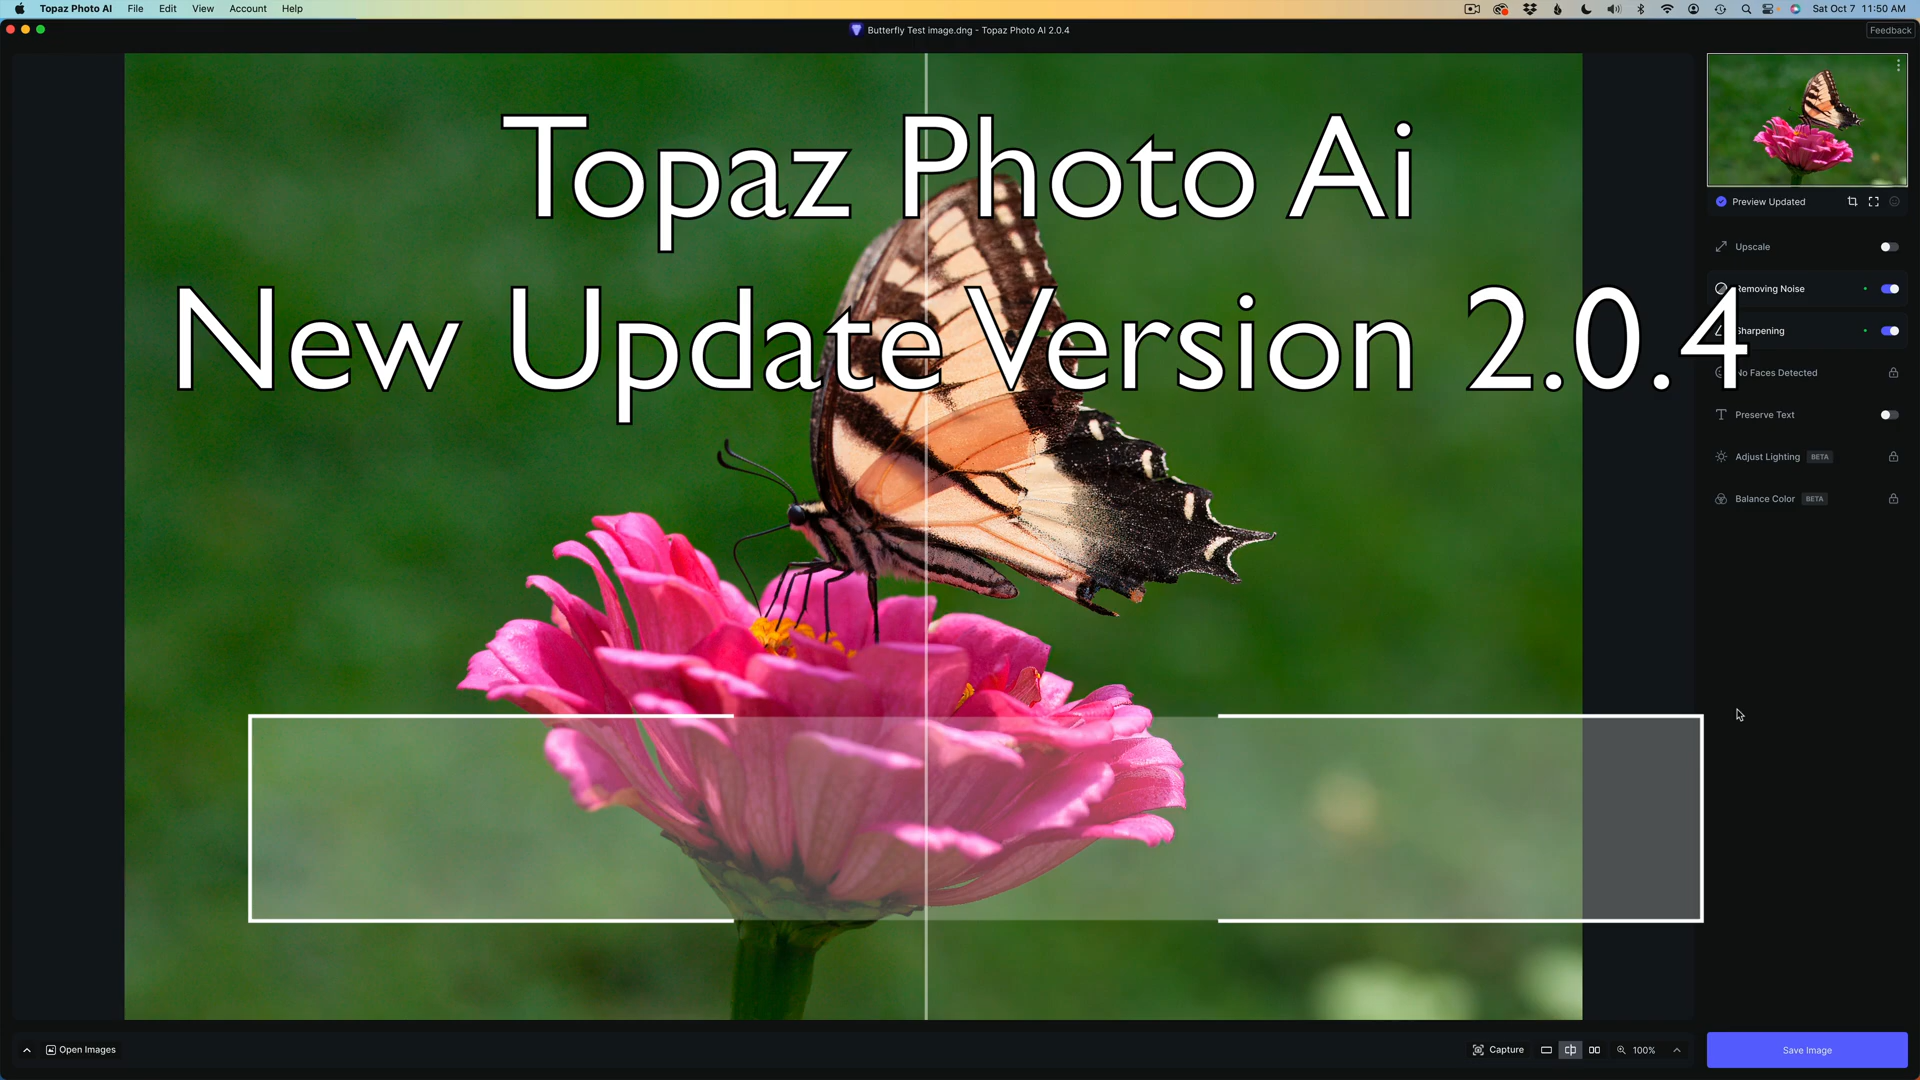 Topaz Photo AI File Edit View Account Help Sat Oct 7 11:50 AM
Butterfly Test image.dng - Topaz Photo AI 2.0.4
Feedback
Topaz Photo Ai
New Update Version 2.0.4
Preview Updated
Upscale
Removing Noise
Sharpening
No Faces Detected
Preserve Text
Adjust Lighting BETA
Balance Color BETA
Open Images
Capture
100%
Save Image